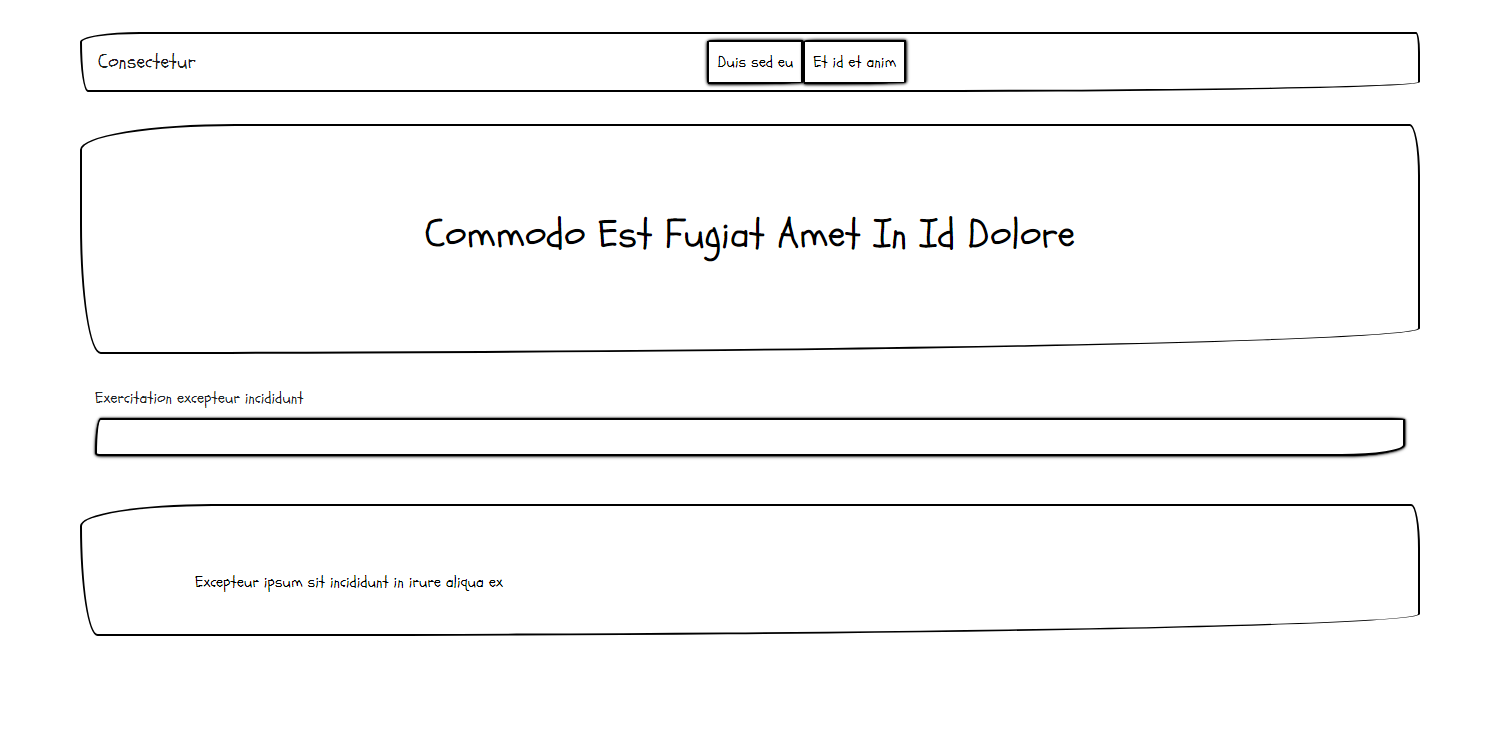 Consectetur
Duis sed eu
Et id et anim
Commodo Est Fugiat Amet In Id Dolore
Exercitation excepteur incididunt
Excepteur ipsum sit incididunt in irure aliqua ex